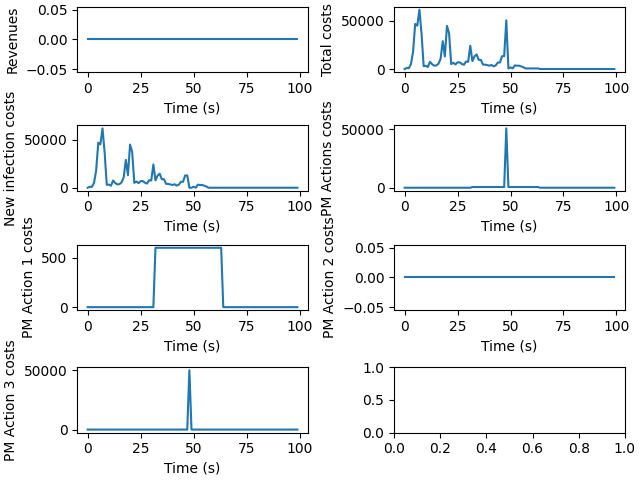 Revenues
0.05
0.00
−0.05
0 25 50 75 100
Time (s)
Total costs
50000
0
0 25 50 75 100
Time (s)
New infection costs
50000
0
0 25 50 75 100
Time (s)
PM Actions costs
50000
0
0 25 50 75 100
Time (s)
PM Action 1 costs
500
0
0 25 50 75 100
Time (s)
PM Action 2 costs
0.05
0.00
−0.05
0 25 50 75 100
Time (s)
PM Action 3 costs
50000
0
0 25 50 75 100
Time (s)
1.0
0.5
0.0
0.0 0.2 0.4 0.6 0.8 1.0